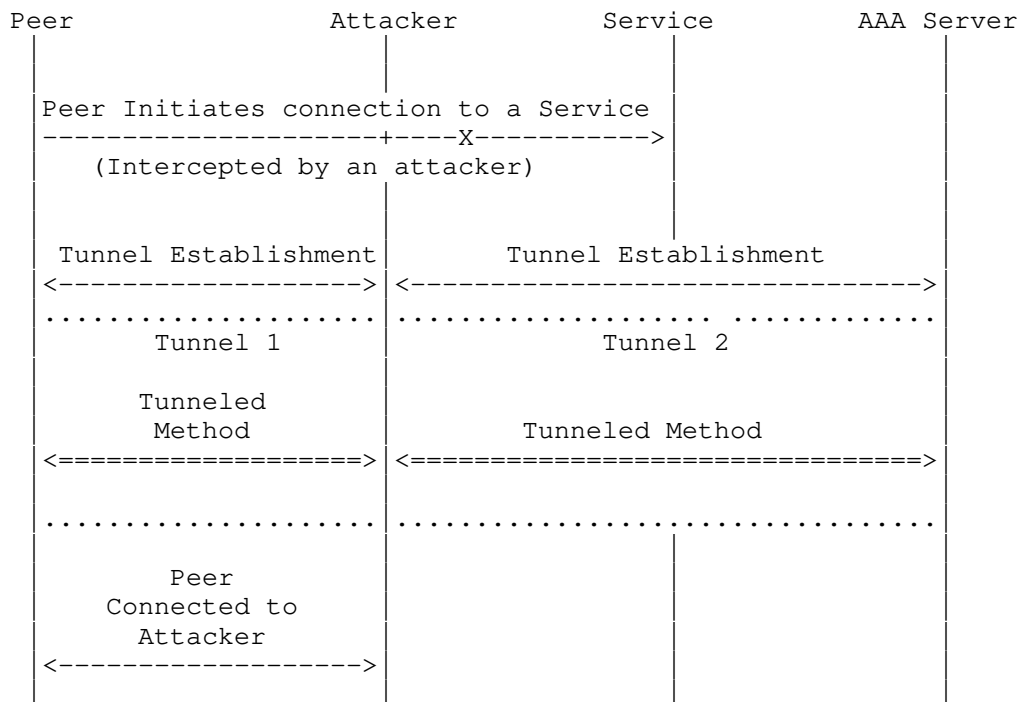 Peer Attacker Service AAA Server
Peer Initiates connection to a Service
--------------------+----X----------->
(Intercepted by an attacker)
Tunnel Establishment Tunnel Establishment
<-------------------> <-------------------------------->
..................... .................... .............
Tunnel 1 Tunnel 2
Tunneled
Method Tunneled Method
<===================> <================================>
..................... ..................................
Peer
Connected to
Attacker
<------------------->